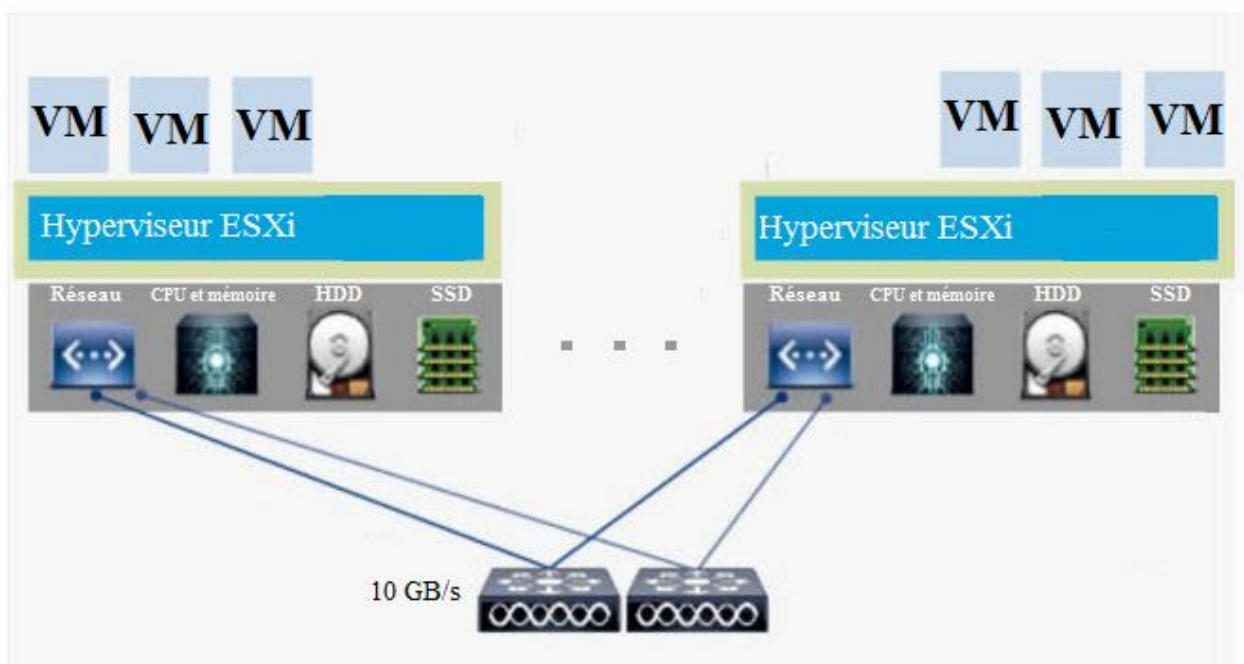 VM VM VM VM VM VM
Hyperviseur ESXi Hyperviseur ESXi
Réseau CPU et mémoire HDD SSD Réseau CPU et mémoire HDD SSD
10 GB/s